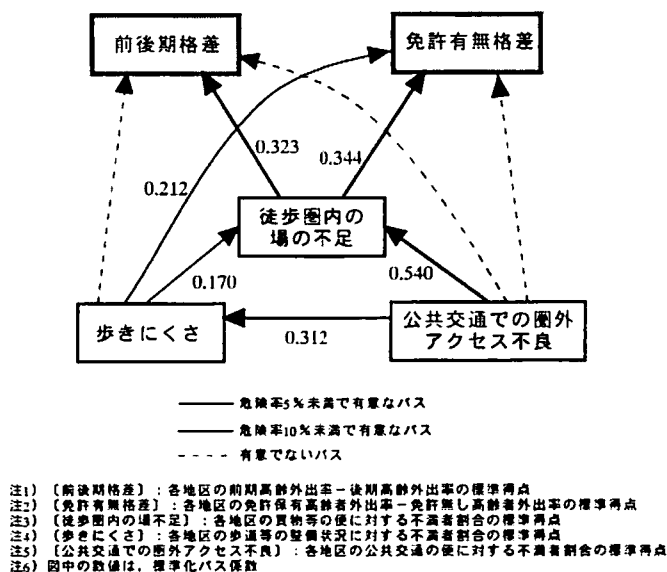 前後期格差
免許有無格差
0.323
0.344
0.212
徒歩圏内の
場の不足
0.170
0.540
歩きにくさ
公共交通での圏外
アクセス不良
0.312
危険率5％未満で有意なパス
危険率10％未満で有意なパス
有意でないパス
注1）〔前後期格差〕：各地区の前期高齢外出率－後期高齢外出率の標準得点
注2）〔免許有無格差〕：各地区の免許保有高齢者外出率－免許無し高齢者外出率の標準得点
注3）〔徒歩圏内の場不足〕：各地区の買物等の便に対する不満者割合の標準得点
注4）〔歩きにくさ〕：各地区の歩道等の整備状況に対する不満者割合の標準得点
注5）〔公共交通での圏外アクセス不良〕：各地区の公共交通の便に対する不満者割合の標準得点
注6）図中の数値は，標準化パス係数